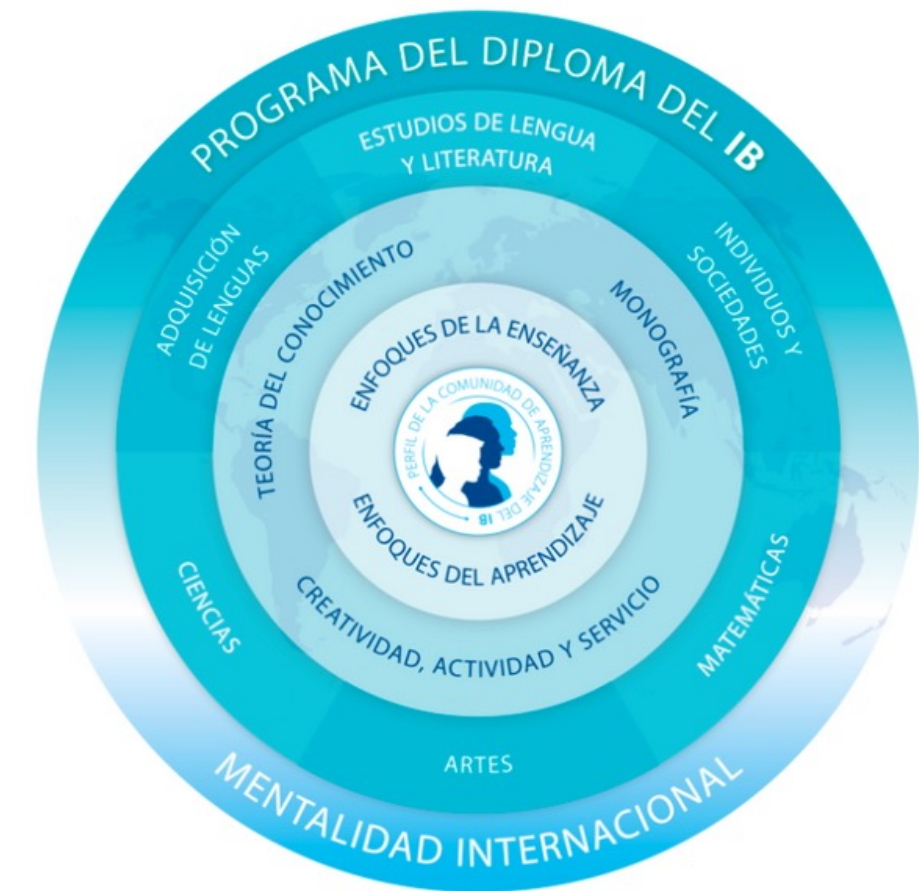 PROGRAMA DEL DIPLOMA DEL IB
ESTUDIOS DE LENGUA
Y LITERATURA
ADQUISICIÓN
DE LENGUAS
INDIVIDUOS Y
SOCIEDADES
TEORÍA DEL CONOCIMIENTO
MONOGRAFÍA
ENFOQUES DE LA ENSEÑANZA
PERFIL DE LA COMUNIDAD DE APRENDIZAJE DEL IB
ENFOQUES DEL APRENDIZAJE
CREATIVIDAD, ACTIVIDAD Y SERVICIO
CIENCIAS
MATEMÁTICAS
ARTES
MENTALIDAD INTERNACIONAL